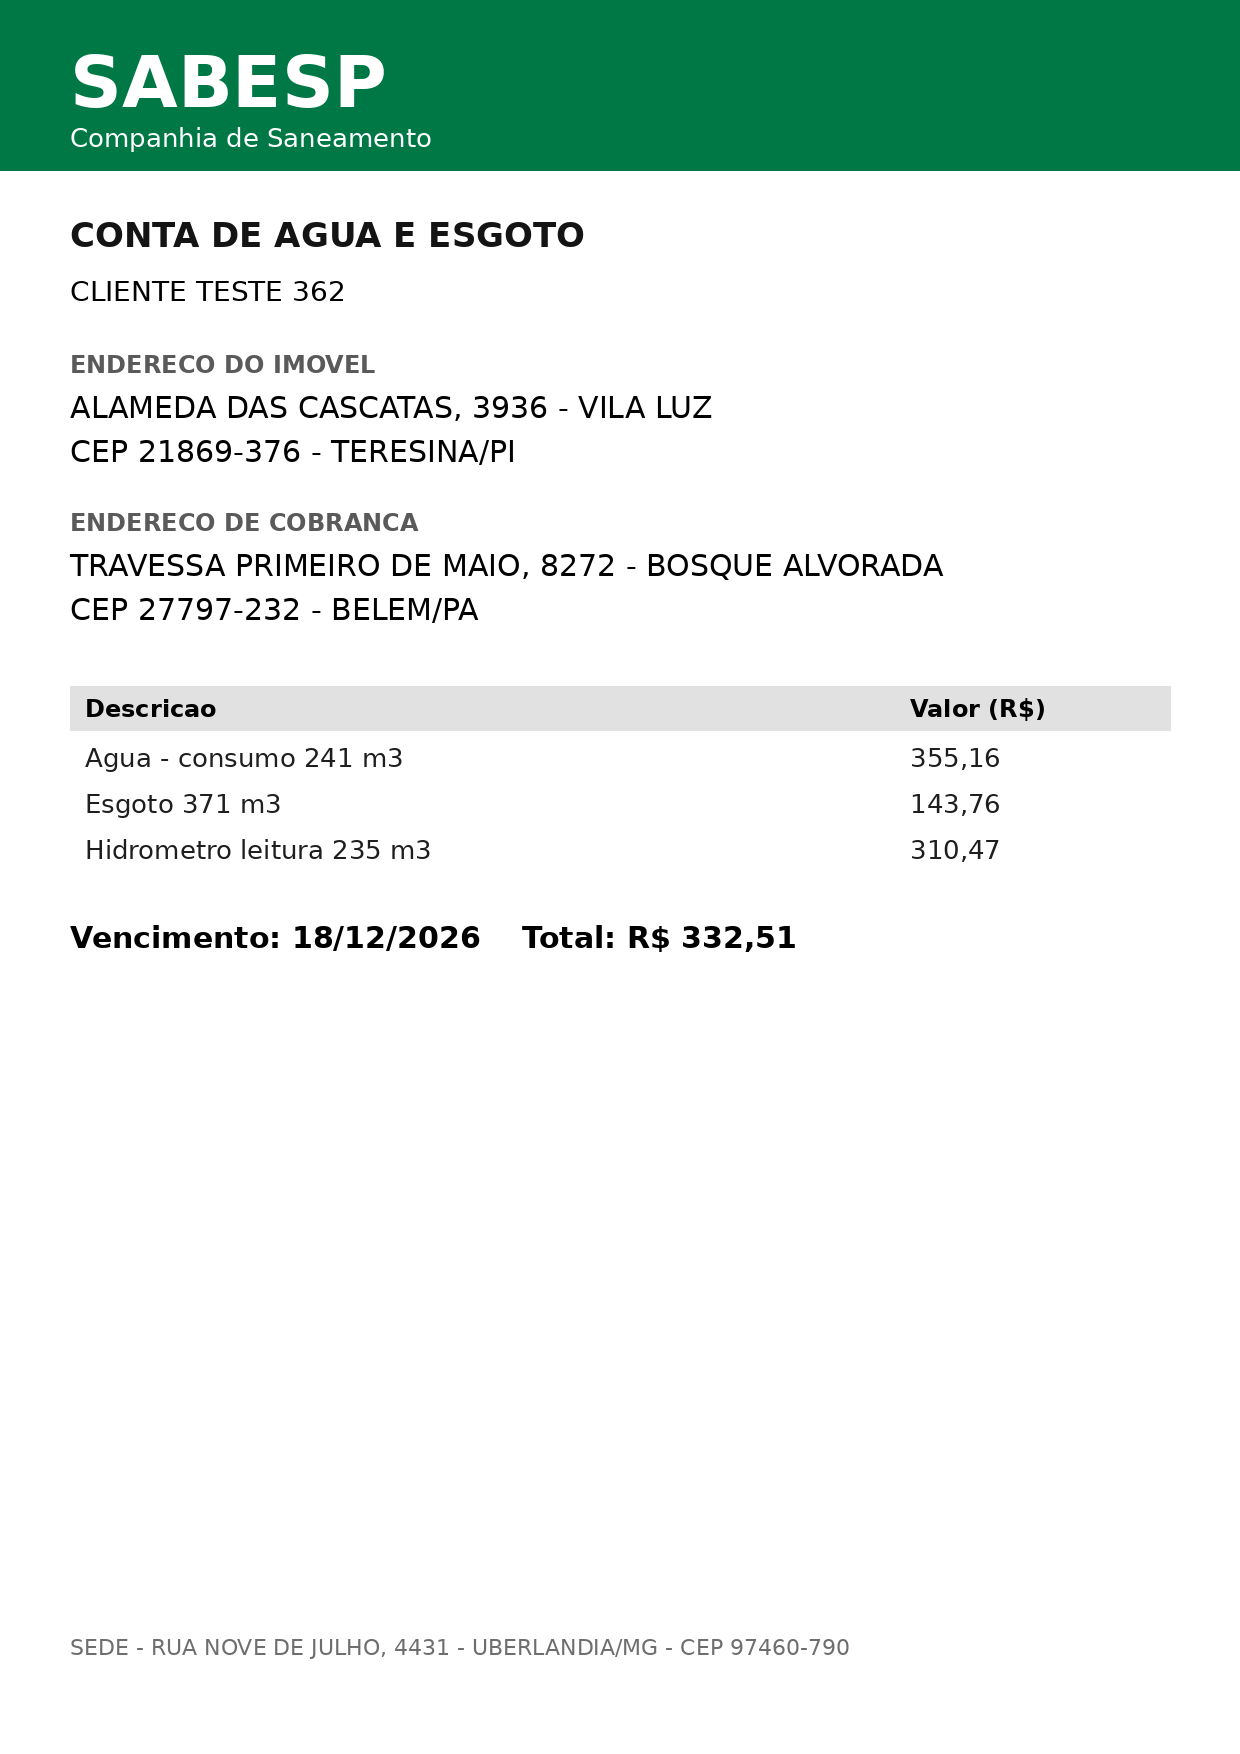 SABESP
Companhia de Saneamento
CONTA DE AGUA E ESGOTO
CLIENTE TESTE 362
ENDERECO DO IMOVEL
ALAMEDA DAS CASCATAS, 3936 - VILA LUZ
CEP 21869-376 - TERESINA/PI
ENDERECO DE COBRANCA
TRAVESSA PRIMEIRO DE MAIO, 8272 - BOSQUE ALVORADA
CEP 27797-232 - BELEM/PA
Descricao Valor (R$)
Agua - consumo 241 m3 355,16
Esgoto 371 m3 143,76
Hidrometro leitura 235 m3 310,47
Vencimento: 18/12/2026 Total: R$ 332,51
SEDE - RUA NOVE DE JULHO, 4431 - UBERLANDIA/MG - CEP 97460-790